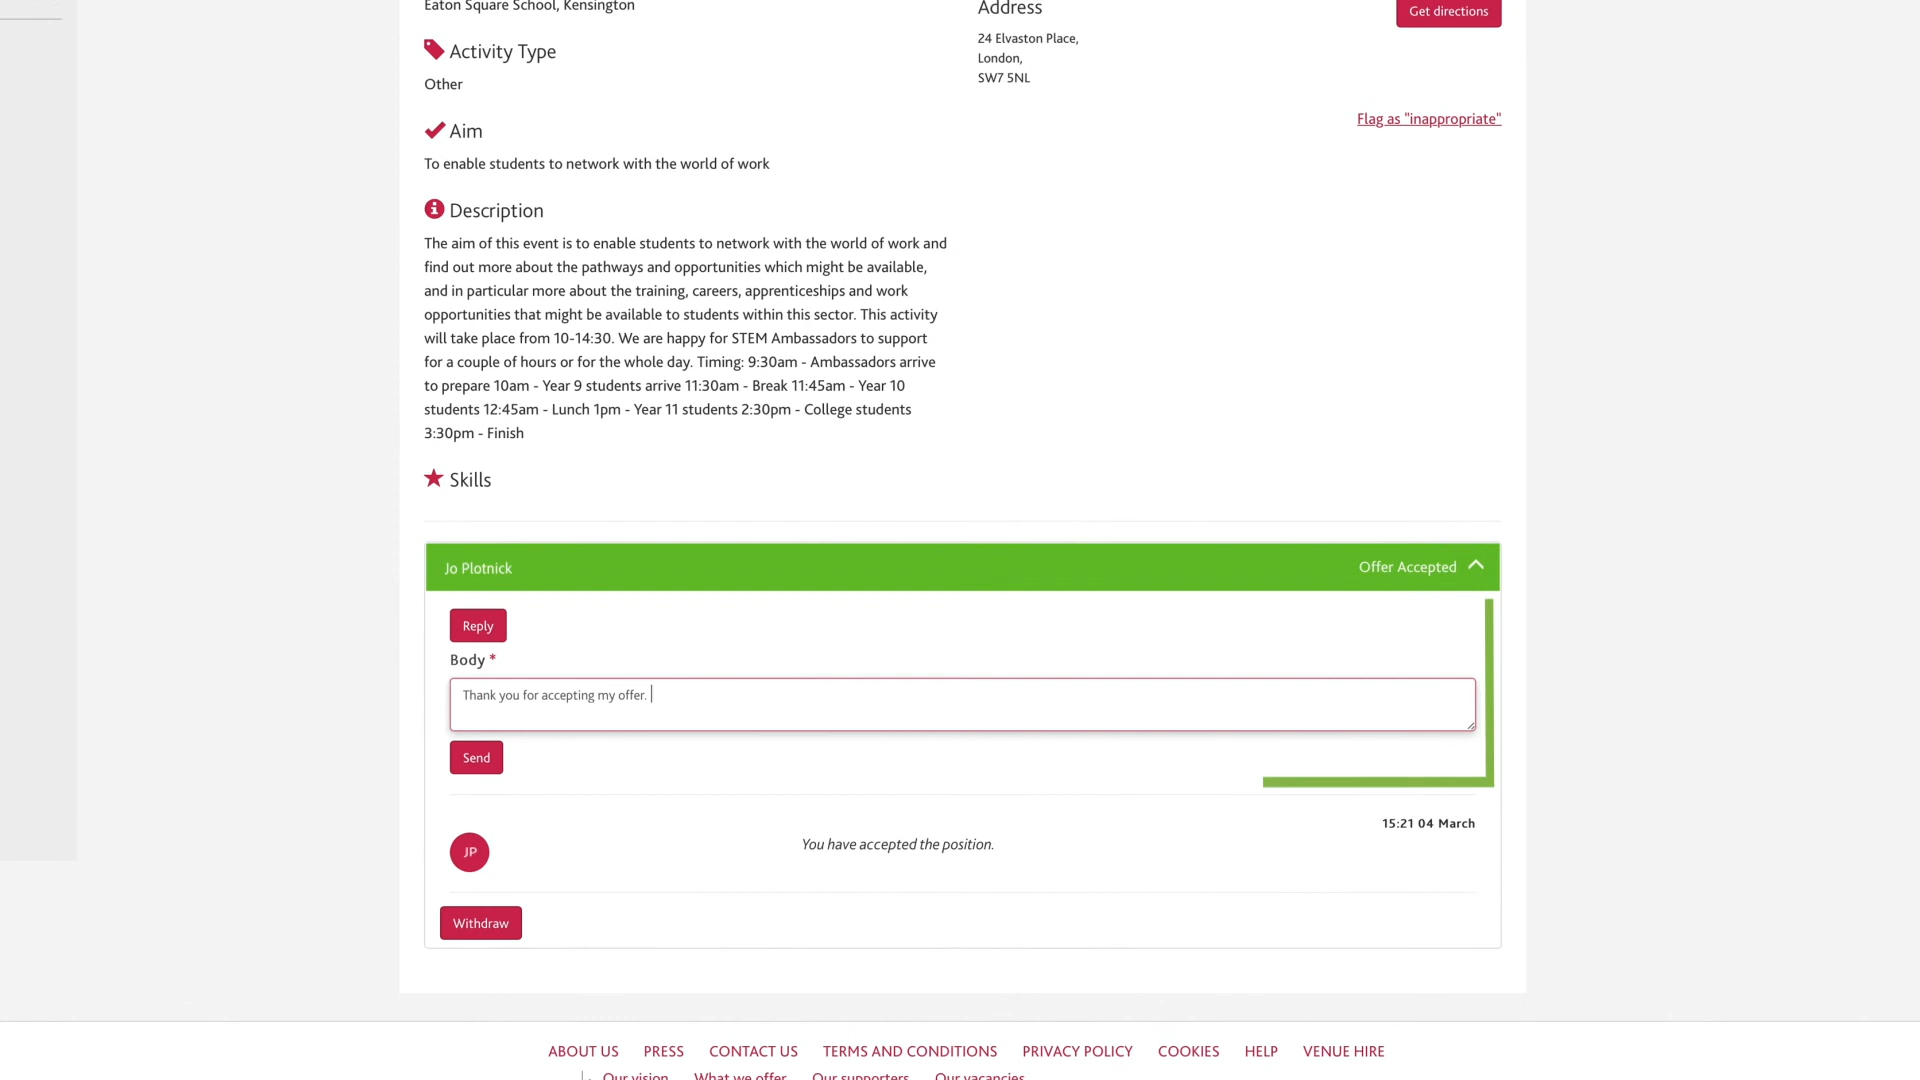 Eaton Square School, Kensington
Activity Type
Other
Aim
To enable students to network with the world of work
Description
The aim of this event is to enable students to network with the world of work and
find out more about the pathways and opportunities which might be available,
and in particular more about the training, careers, apprenticeships and work
opportunities that might be available to students within this sector. This activity
will take place from 10-14:30. We are happy for STEM Ambassadors to support
for a couple of hours or for the whole day. Timing: 9:30am - Ambassadors arrive
to prepare 10am - Year 9 students arrive 11:30am - Break 11:45am - Year 10
students 12:45am - Lunch 1pm - Year 11 students 2:30pm - College students
3:30pm - Finish
Skills
Address
24 Elvaston Place,
London,
SW7 5NL
Get directions
Flag as "inappropriate"
Jo Plotnick
Offer Accepted
Reply
Body *
Thank you for accepting my offer.
Send
15:21 04 March
JP
You have accepted the position.
Withdraw
ABOUT US PRESS CONTACT US TERMS AND CONDITIONS PRIVACY POLICY COOKIES HELP VENUE HIRE
Our vision What we offer Our supporters Our vacancies